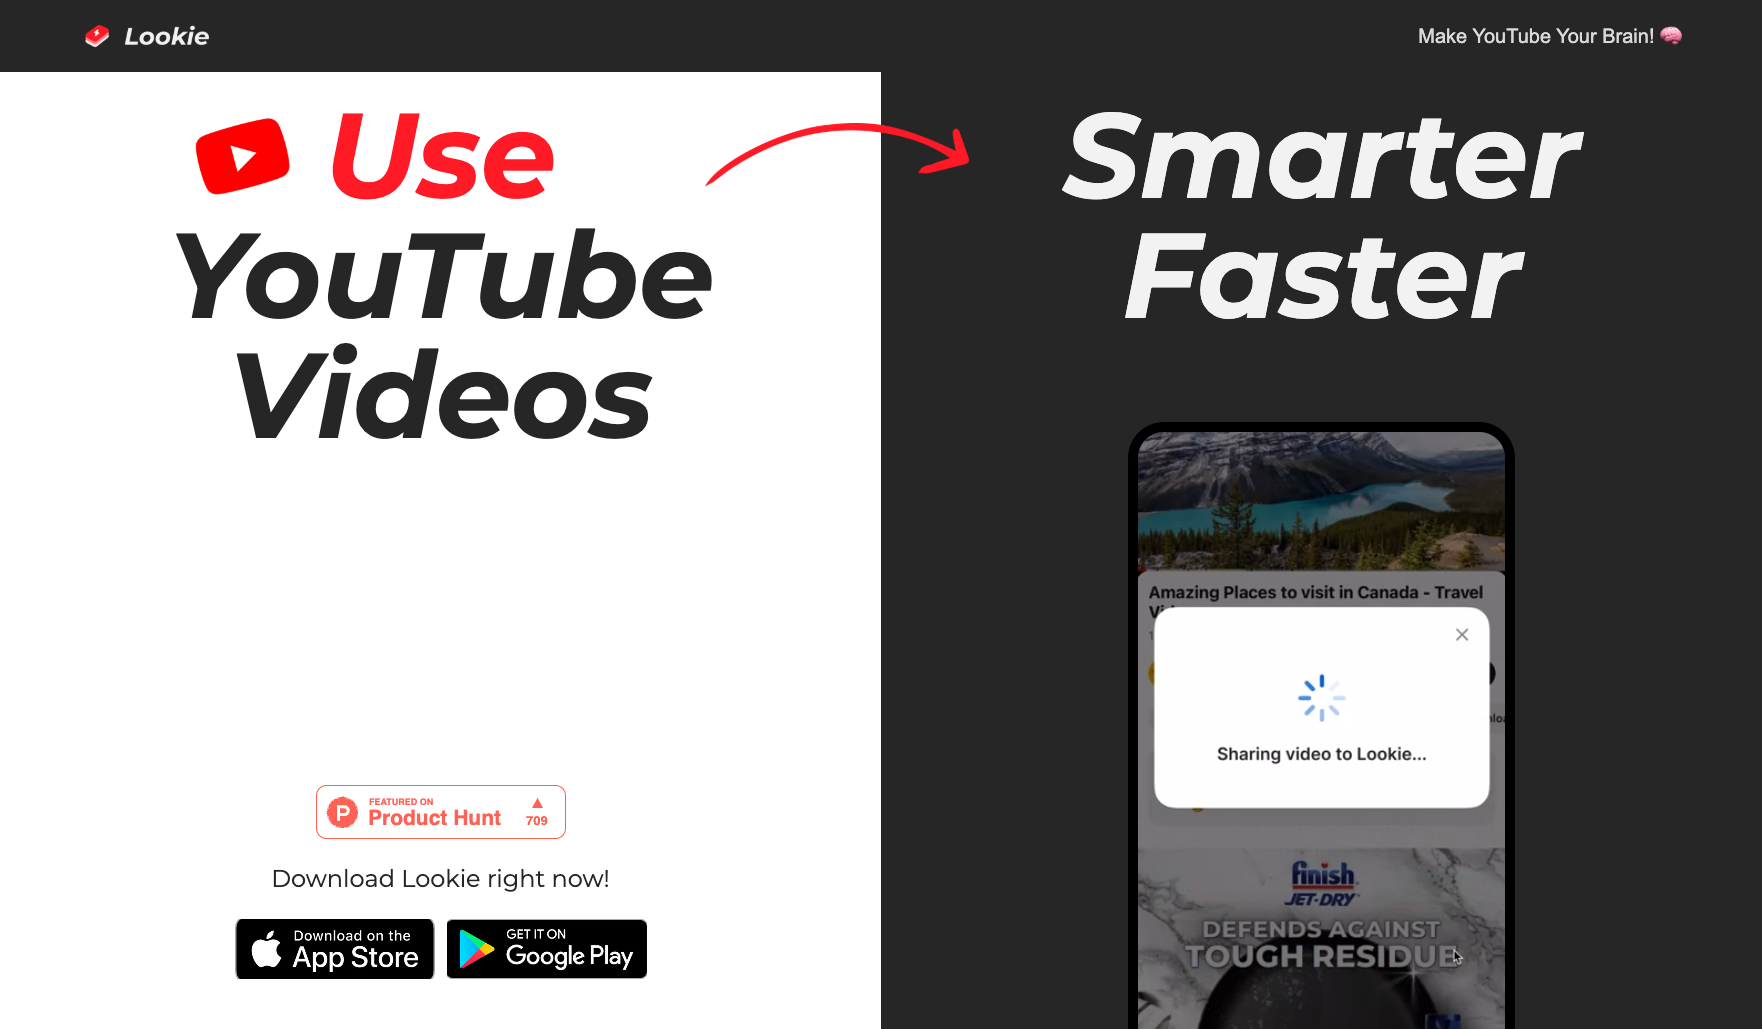 Lookie
Make YouTube Your Brain!
Use
YouTube
Videos
Smarter
Faster
FEATURED ON
Product Hunt
709
Download Lookie right now!
Download on the
App Store
GET IT ON
Google Play
Amazing Places to visit in Canada - Travel
Sharing video to Lookie...
finish
JET-DRY
DEFENDS AGAINST
TOUGH RESIDUE